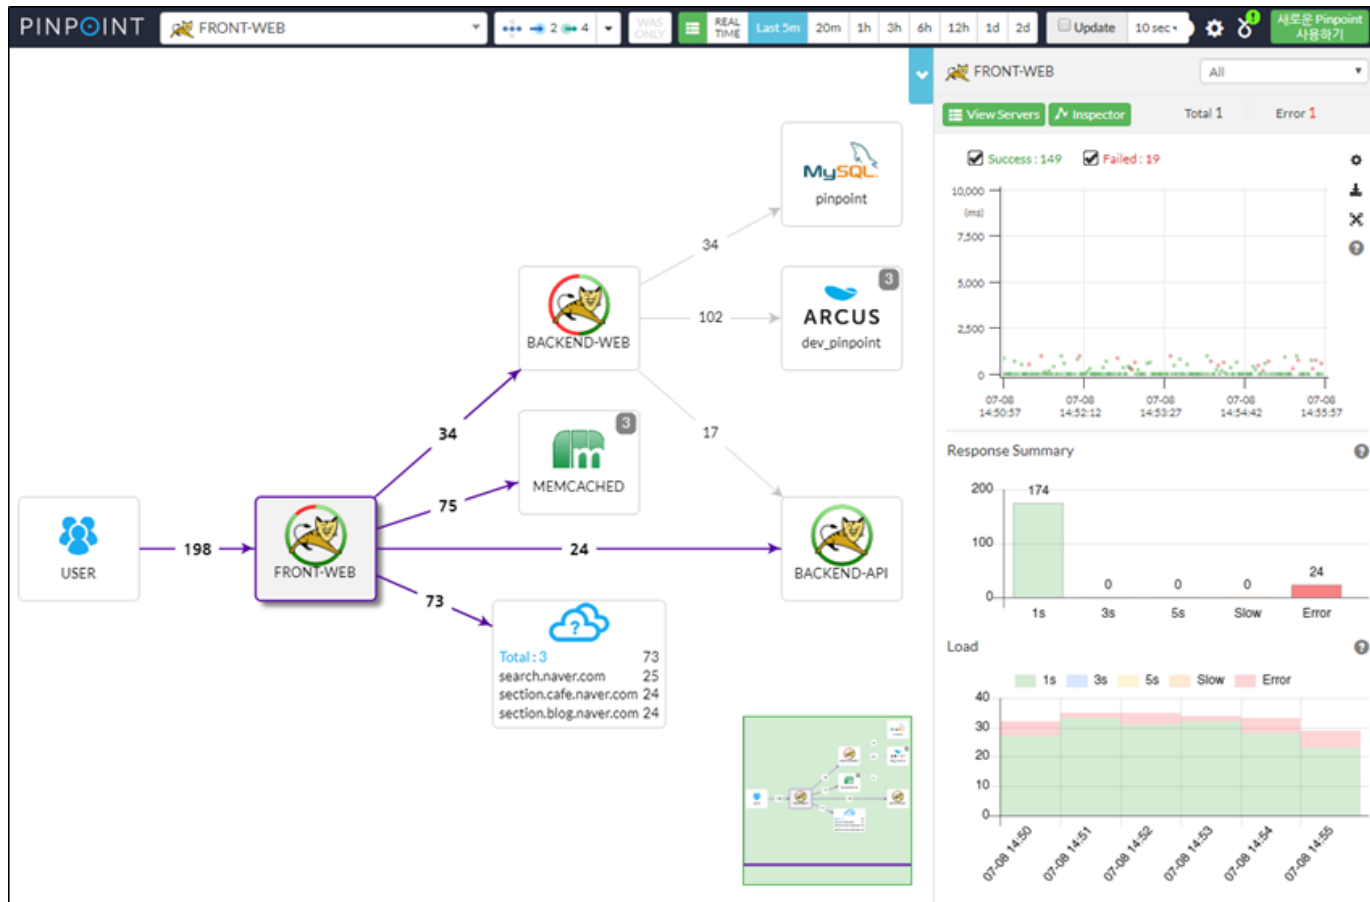 PINPOINT
FRONT-WEB
2 4
WAS ONLY
REAL TIME
Last 5m
20m
1h
3h
6h
12h
1d
2d
Update
10 sec
새로운 Pinpoint
사용하기
MySQL
pinpoint
34
3
102
ARCUS
dev_pinpoint
BACKEND-WEB
34
17
3
75
MEMCACHED
USER
198
FRONT-WEB
24
BACKEND-API
73
Total : 3 73
search.naver.com 25
section.cafe.naver.com 24
section.blog.naver.com 24
FRONT-WEB
All
View Servers
Inspector
Total 1
Error 1
Success : 149
Failed : 19
10,000
(ms)
7,500
5,000
2,500
0
07-08 07-08 07-08 07-08 07-08
14:50:57 14:52:12 14:53:27 14:54:42 14:55:57
Response Summary
200
174
100
0
0
0
0
24
1s 3s 5s Slow Error
Load
1s 3s 5s Slow Error
40
30
20
10
0
07-08 14:50
07-08 14:51
07-08 14:52
07-08 14:53
07-08 14:54
07-08 14:55